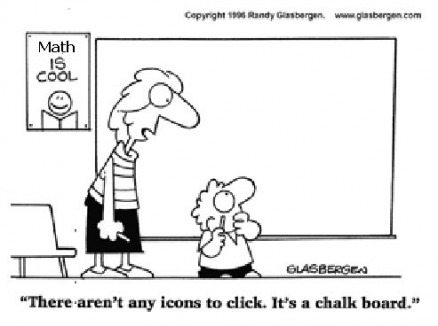 Copyright 1996 Randy Glasbergen. www.glasbergen.com
Math
IS
COOL
GLASBERGEN
"There aren't any icons to click. It's a chalk board."